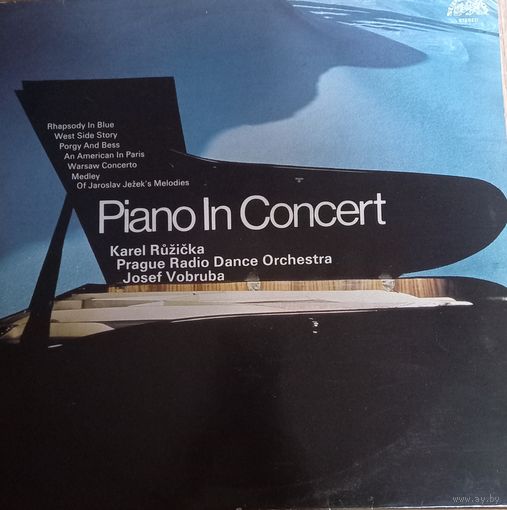 STEREO
Rhapsody In Blue
West Side Story
Porgy And Bess
An American In Paris
Warsaw Concerto
Medley
Of Jaroslav Ježek's Melodies
Piano In Concert
Karel Růžička
Prague Radio Dance Orchestra
Josef Vobruba
www.ay.by